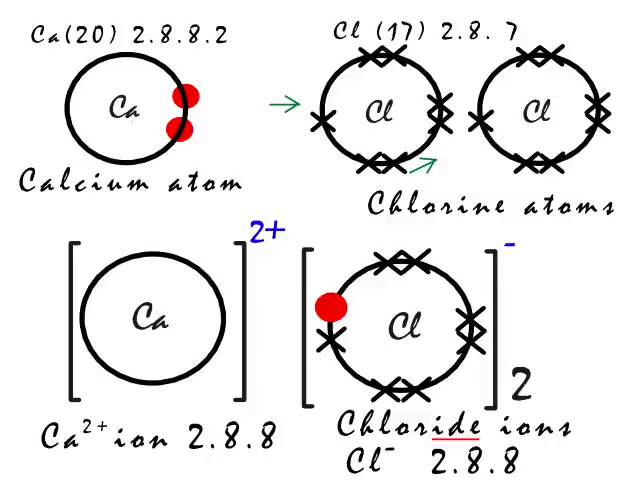 Ca(20) 2.8.8.2
Cl (17) 2.8.7
Ca
Cl
Cl
Calcium atom
Chlorine atoms
2+
-
Ca
Cl
2
Ca²⁺ ion 2.8.8
Chloride ions
Cl⁻ 2.8.8